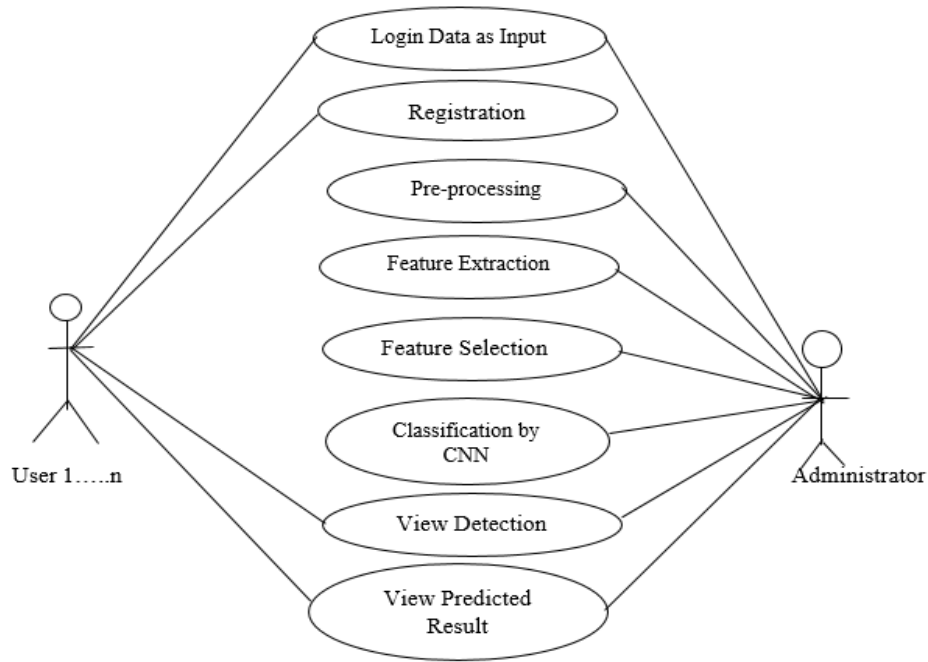 Login Data as Input
Registration
Pre-processing
Feature Extraction
Feature Selection
Classification by
CNN
User 1…..n
Administrator
View Detection
View Predicted
Result